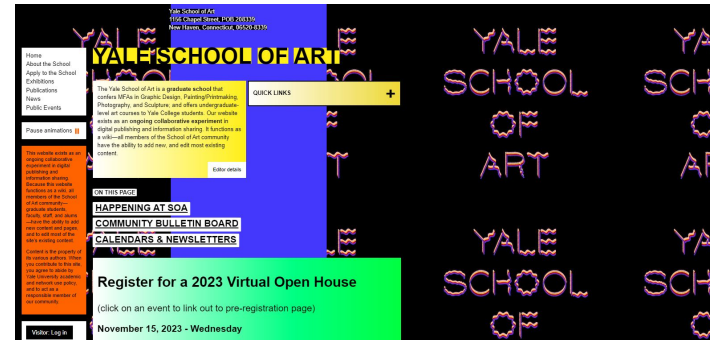 Yale School of Art
1156 Chapel Street, POB 208339
New Haven, Connecticut, 06520-8339
Home
About the School
Apply to the School
Exhibitions
Publications
News
Public Events
Pause animations
This website exists as an
ongoing collaborative
experiment in digital
publishing and
information sharing.
Because this website
functions as a wiki, all
members of the School
of Art community—
graduate students,
faculty, staff, and alums
—have the ability to add
new content and pages,
and to edit most of the
site's existing content.
Content is the property of
its various authors. When
you contribute to this site,
you agree to abide by
Yale University academic
and network use policy,
and to act as a
responsible member of
our community.
Visitor: Log in
YALE SCHOOL OF ART
The Yale School of Art is a graduate school that
confers MFAs in Graphic Design, Painting/Printmaking,
Photography, and Sculpture; and offers undergraduate-
level art courses to Yale College students. Our website
exists as an ongoing collaborative experiment in
digital publishing and information sharing. It functions as
a wiki—all members of the School of Art community
have the ability to add new, and edit most existing
content.
Editor details
QUICK LINKS
+
ON THIS PAGE
HAPPENING AT SOA
COMMUNITY BULLETIN BOARD
CALENDARS & NEWSLETTERS
Register for a 2023 Virtual Open House
(click on an event to link out to pre-registration page)
November 15, 2023 - Wednesday
YALE
SCHOOL
OF
ART
YALE
SCHOOL
OF